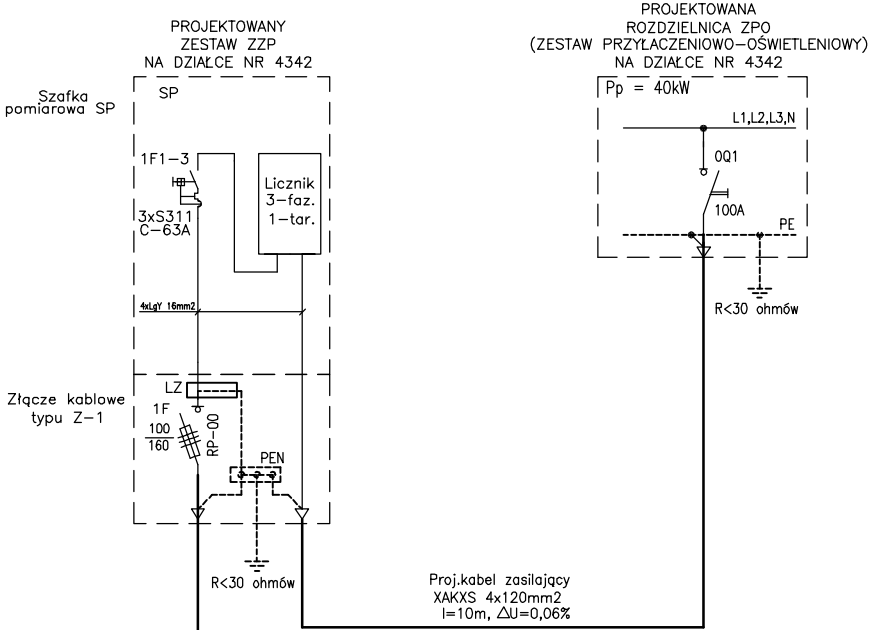 PROJEKTOWANY
ZESTAW ZZP
NA DZIAŁCE NR 4342
Szafka
pomiarowa SP
SP
1F1-3
3xS311
C-63A
Licznik
3-faz.
1-tar.
4xLgY 16mm2
Złącze kablowe
typu Z-1
LZ
1F
100
160
RP-00
PEN
R<30 ohmów
Proj.kabel zasilający
XAKXS 4x120mm2
l=10m, △U=0,06%
PROJEKTOWANA
ROZDZIELNICA ZPO
(ZESTAW PRZYŁACZENIOWO-OŚWIETLENIOWY)
NA DZIAŁCE NR 4342
Pp = 40kW
L1,L2,L3,N
0Q1
100A
PE
R<30 ohmów